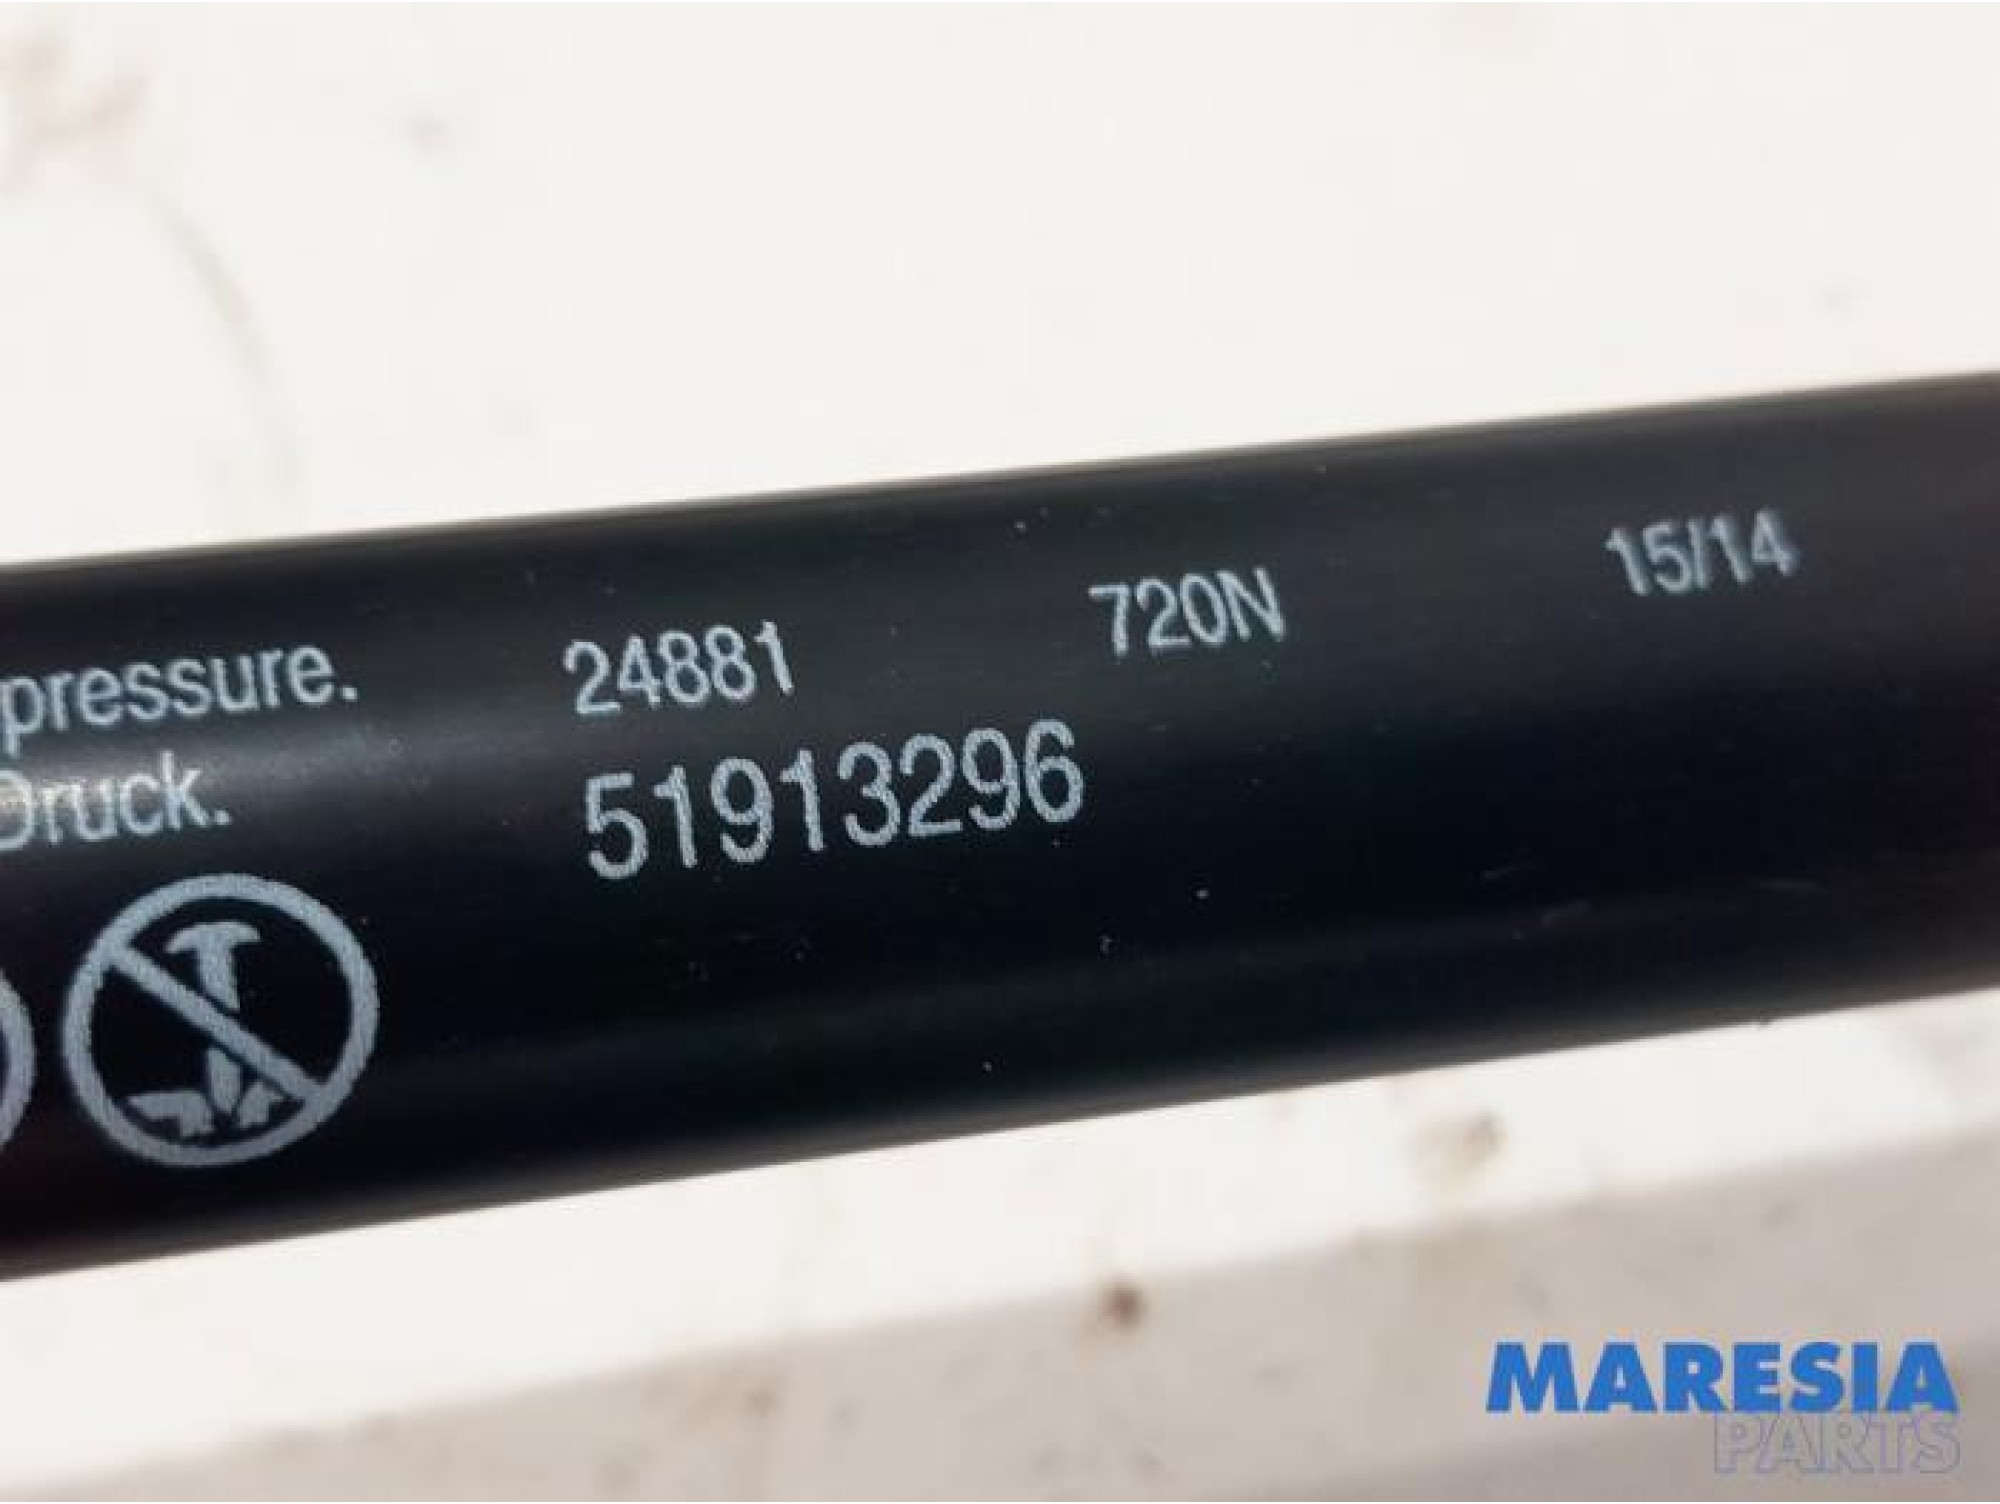 pressure. 24881 720N 15/14
Druck. 51913296
MARESIA
PARTS